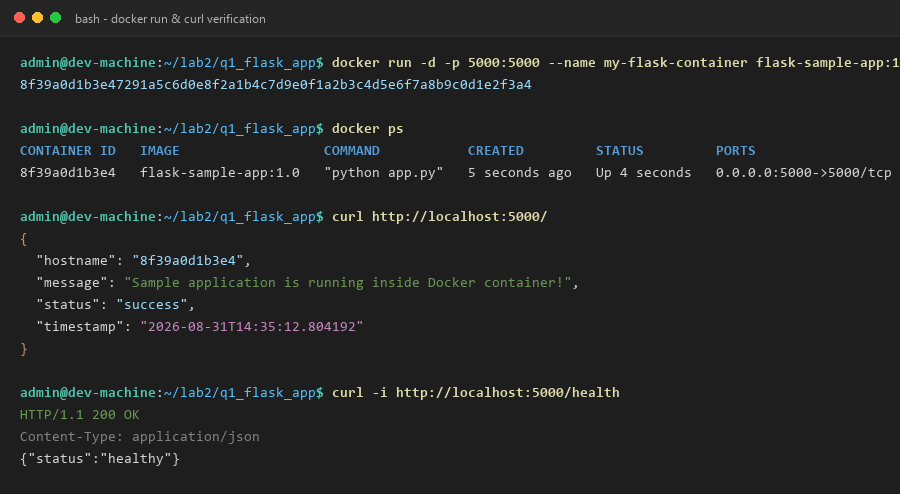 bash - docker run & curl verification
admin@dev-machine:~/lab2/q1_flask_app$ docker run -d -p 5000:5000 --name my-flask-container flask-sample-app:1
8f39a0d1b3e47291a5c6d0e8f2a1b4c7d9e0f1a2b3c4d5e6f7a8b9c0d1e2f3a4
admin@dev-machine:~/lab2/q1_flask_app$ docker ps
CONTAINER ID   IMAGE                  COMMAND           CREATED         STATUS         PORTS
8f39a0d1b3e4   flask-sample-app:1.0   "python app.py"   5 seconds ago   Up 4 seconds   0.0.0.0:5000->5000/tcp
admin@dev-machine:~/lab2/q1_flask_app$ curl http://localhost:5000/
{
  "hostname": "8f39a0d1b3e4",
  "message": "Sample application is running inside Docker container!",
  "status": "success",
  "timestamp": "2026-08-31T14:35:12.804192"
}
admin@dev-machine:~/lab2/q1_flask_app$ curl -i http://localhost:5000/health
HTTP/1.1 200 OK
Content-Type: application/json
{"status":"healthy"}